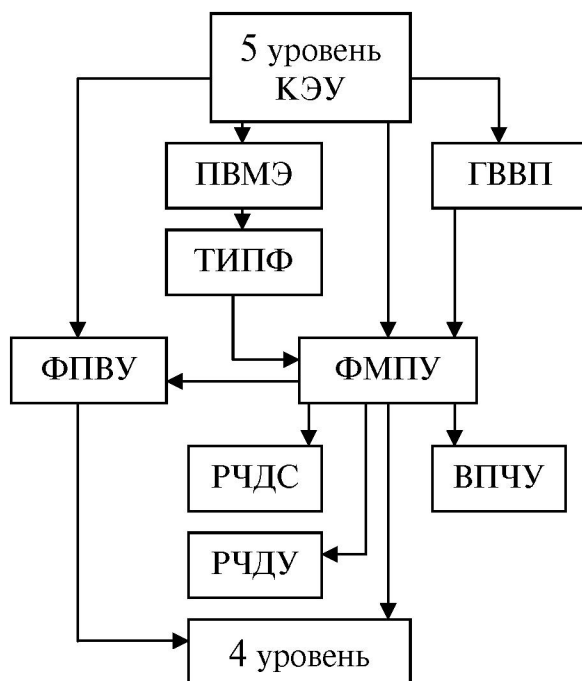 5 уровень
КЭУ
ПВМЭ
ГВВП
ТИПФ
ФПВУ
ФМПУ
РЧДС
ВПЧУ
РЧДУ
4 уровень